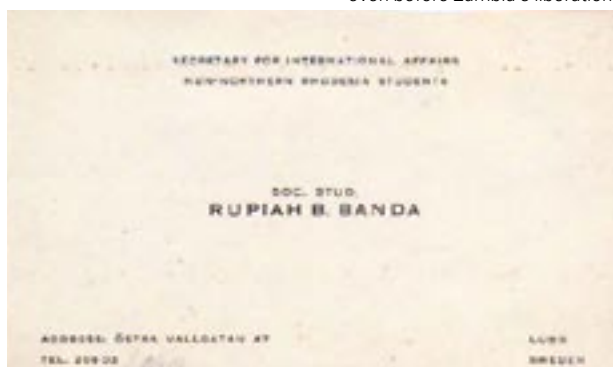 even before Zambia's liberation
SECRETARY FOR INTERNATIONAL AFFAIRS
NORTHERN RHODESIA STUDENTS
SOC. STUD.
RUPIAH B. BANDA
ADDRESS: ÖSTRA VALLGATAN 47
LUND
TEL.
SWEDEN